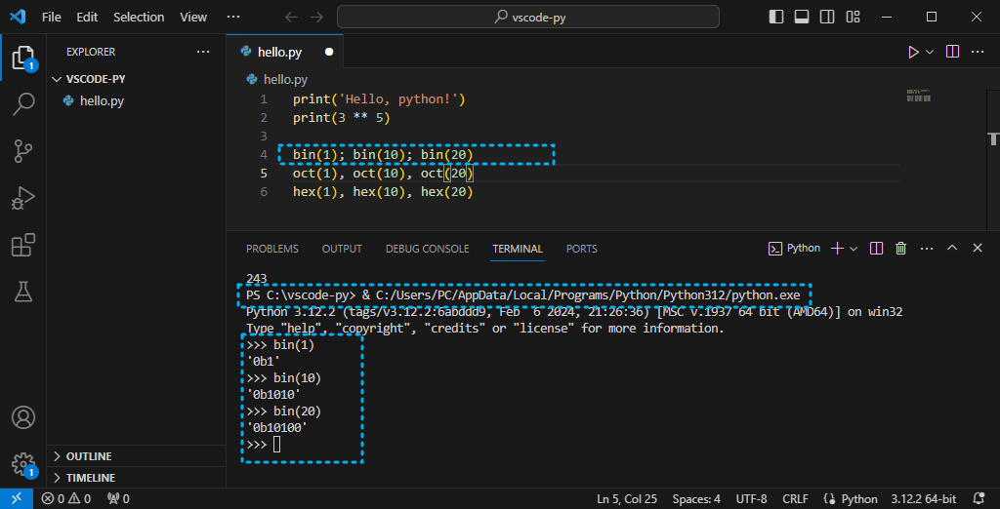 File Edit Selection View ··· vscode-py
EXPLORER ···
VSCODE-PY
hello.py
1
hello.py
hello.py
1 print('Hello, python!')
2 print(3 ** 5)
3
4 bin(1); bin(10); bin(20)
5 oct(1), oct(10), oct(20)
6 hex(1), hex(10), hex(20)
PROBLEMS OUTPUT DEBUG CONSOLE TERMINAL PORTS Python ···
243
PS C:\vscode-py> & C:/Users/PC/AppData/Local/Programs/Python/Python312/python.exe
Python 3.12.2 (tags/v3.12.2:6abddd9, Feb  6 2024, 21:26:36) [MSC v.1937 64 bit (AMD64)] on win32
Type "help", "copyright", "credits" or "license" for more information.
>>> bin(1)
'0b1'
>>> bin(10)
'0b1010'
>>> bin(20)
'0b10100'
>>>
OUTLINE
TIMELINE
1
0 0 0 Ln 5, Col 25 Spaces: 4 UTF-8 CRLF Python 3.12.2 64-bit